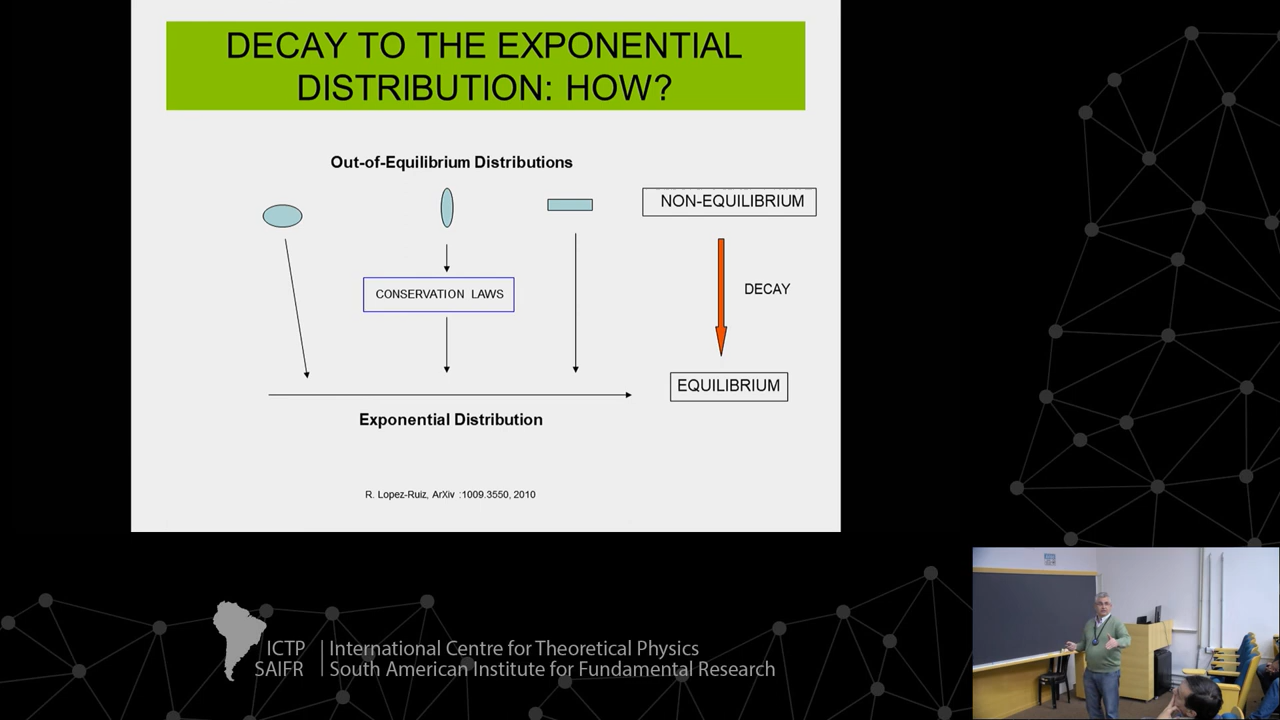 DECAY TO THE EXPONENTIAL
DISTRIBUTION: HOW?
Out-of-Equilibrium Distributions
NON-EQUILIBRIUM
CONSERVATION LAWS
DECAY
EQUILIBRIUM
Exponential Distribution
R. Lopez-Ruiz, ArXiv :1009.3550, 2010
ICTP
SAIFR
International Centre for Theoretical Physics
South American Institute for Fundamental Research